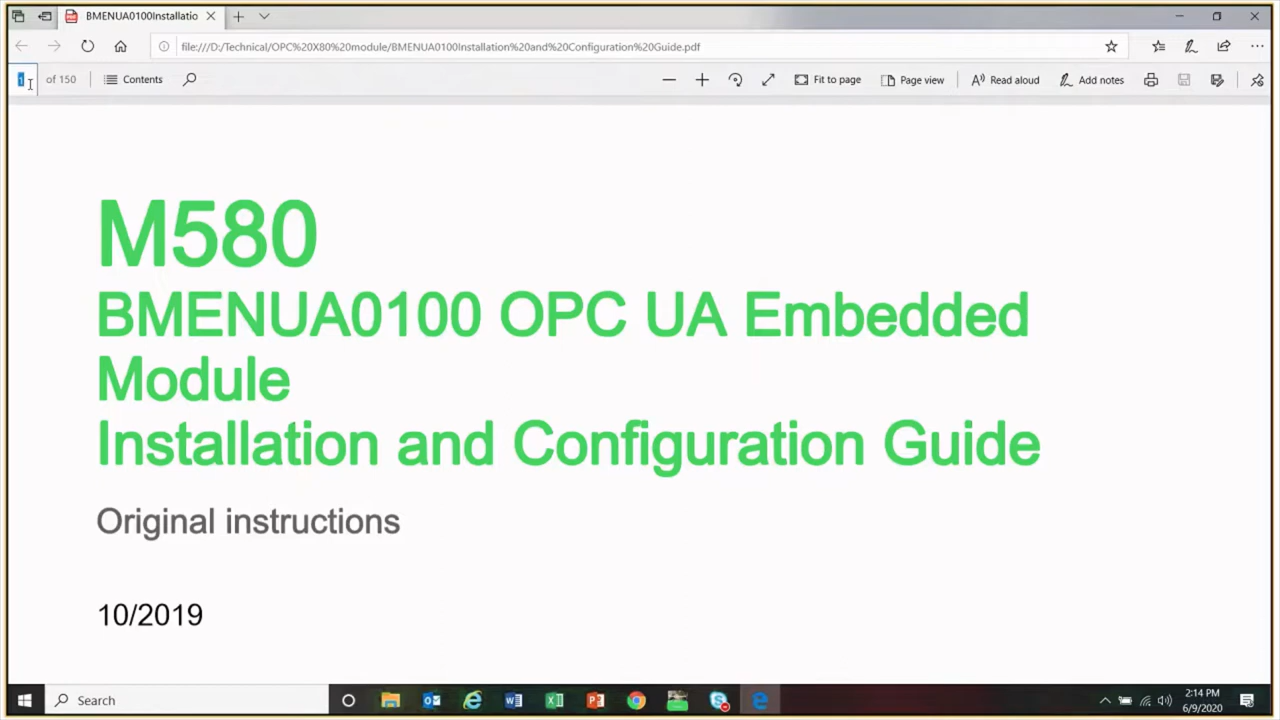 BMENUA0100Installatio
file:///D:/Technical/OPC%20X80%20module/BMENUA0100Installation%20and%20Configuration%20Guide.pdf
1 of 150 Contents Fit to page Page view Read aloud Add notes
M580
BMENUA0100 OPC UA Embedded
Module
Installation and Configuration Guide
Original instructions
10/2019
Search
2:14 PM
6/9/2020